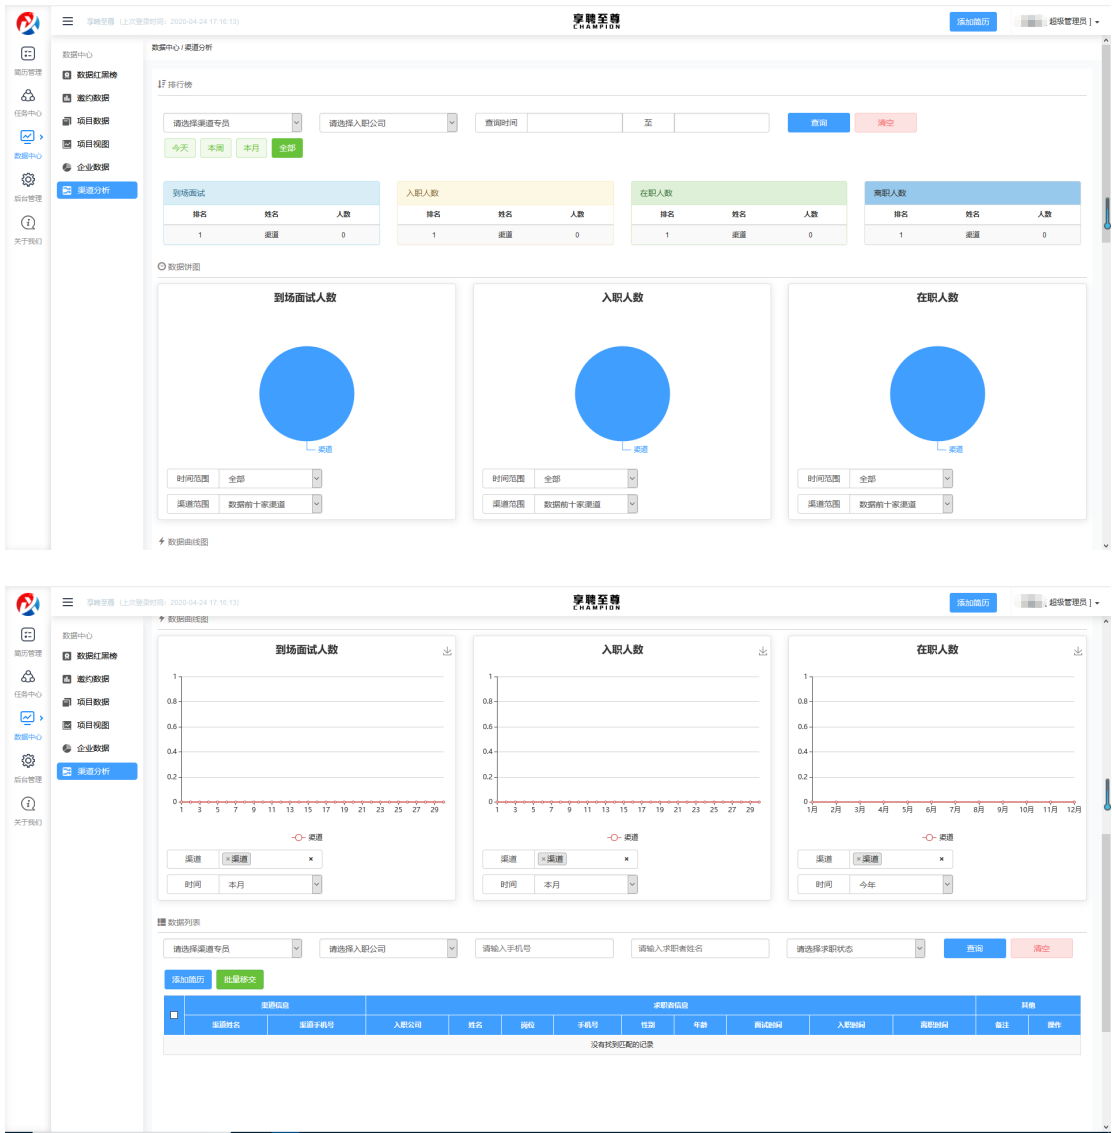 享聘至尊 (上次登录时间: 2020-04-24 17:16:13)
享聘至尊
CHAMPION
添加简历
超级管理员 ]
简历管理
任务中心
数据中心
后台管理
关于我们
数据中心
数据红黑榜
邀约数据
项目数据
项目视图
企业数据
渠道分析
数据中心 / 渠道分析
排行榜
请选择渠道专员 请选择入职公司 查询时间 至 查询 清空
今天 本周 本月 全部
到场面试 入职人数 在职人数 离职人数
排名 姓名 人数 排名 姓名 人数 排名 姓名 人数 排名 姓名 人数
1 渠道 0 1 渠道 0 1 渠道 0 1 渠道 0
数据饼图
到场面试人数 入职人数 在职人数
渠道 渠道 渠道
时间范围 全部 时间范围 全部 时间范围 全部
渠道范围 数据前十家渠道 渠道范围 数据前十家渠道 渠道范围 数据前十家渠道
数据曲线图
享聘至尊 (上次登录时间: 2020-04-24 17:16:13)
享聘至尊
CHAMPION
添加简历
超级管理员 ]
简历管理
任务中心
数据中心
后台管理
关于我们
数据中心
数据红黑榜
邀约数据
项目数据
项目视图
企业数据
渠道分析
数据曲线图
到场面试人数 入职人数 在职人数
1 1 1
0.8 0.8 0.8
0.6 0.6 0.6
0.4 0.4 0.4
0.2 0.2 0.2
0 0 0
1 3 5 7 9 11 13 15 17 19 21 23 25 27 29 1 3 5 7 9 11 13 15 17 19 21 23 25 27 29 1月 2月 3月 4月 5月 6月 7月 8月 9月 10月 11月 12月
渠道 渠道 渠道
渠道 ×渠道 × 渠道 ×渠道 × 渠道 ×渠道 ×
时间 本月 时间 本月 时间 今年
数据列表
请选择渠道专员 请选择入职公司 请输入手机号 请输入求职者姓名 请选择求职状态 查询 清空
添加简历 批量移交
渠道信息 求职者信息 其他
渠道姓名 渠道手机号 入职公司 姓名 岗位 手机号 性别 年龄 面试时间 入职时间 离职时间 备注 操作
没有找到匹配的记录